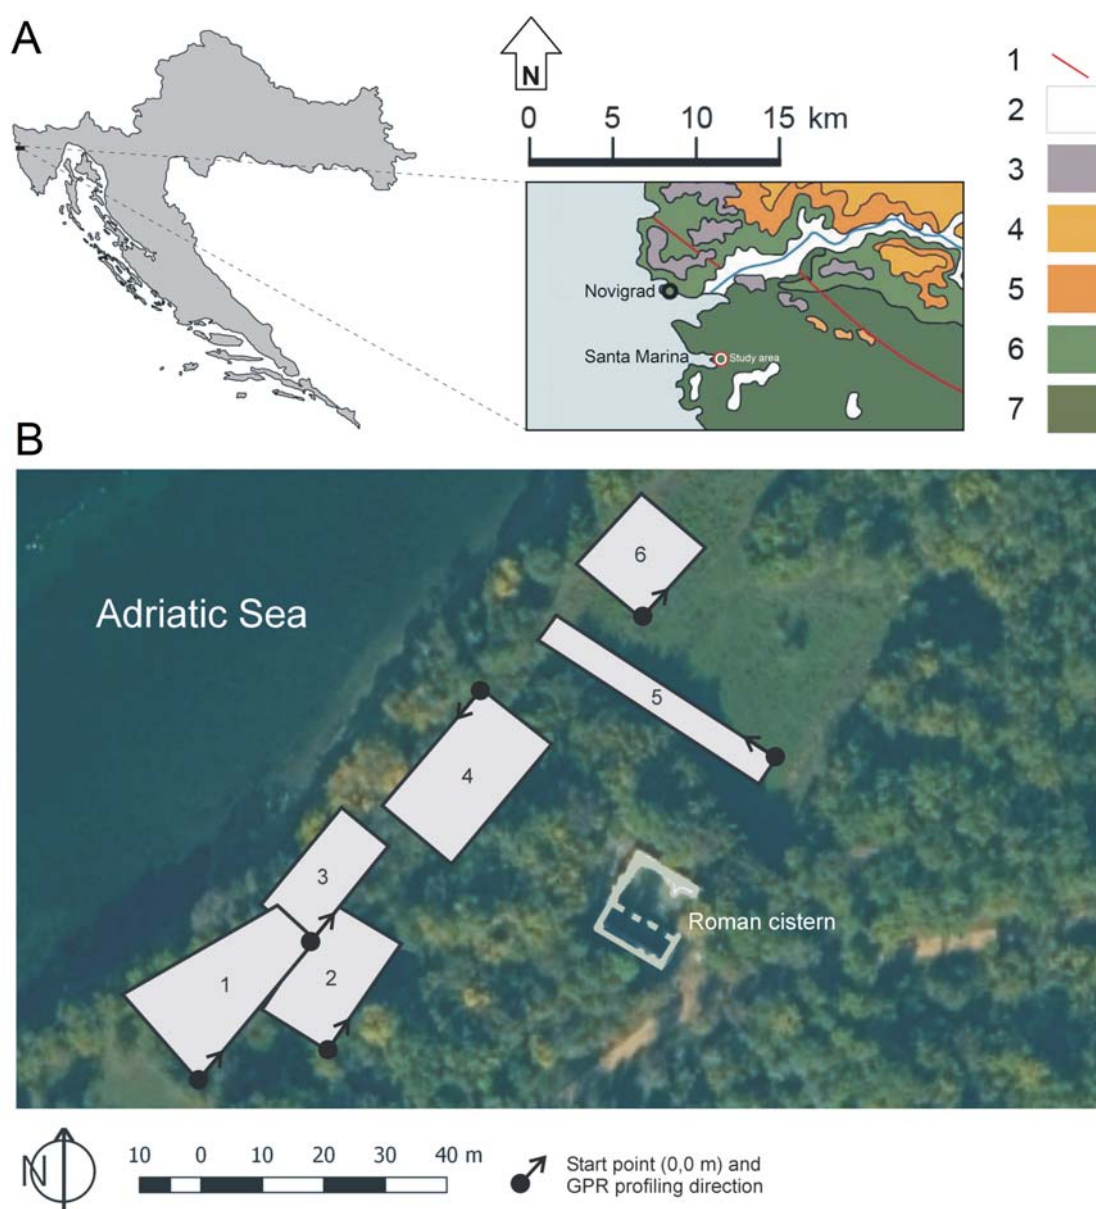 A
N
0 5 10 15 km
1
2
3
4
5
6
7
Novigrad
Santa Marina
Study area
B
Adriatic Sea
6
5
4
3
2
1
Roman cistern
N
10 0 10 20 30 40 m
Start point (0,0 m) and
GPR profiling direction